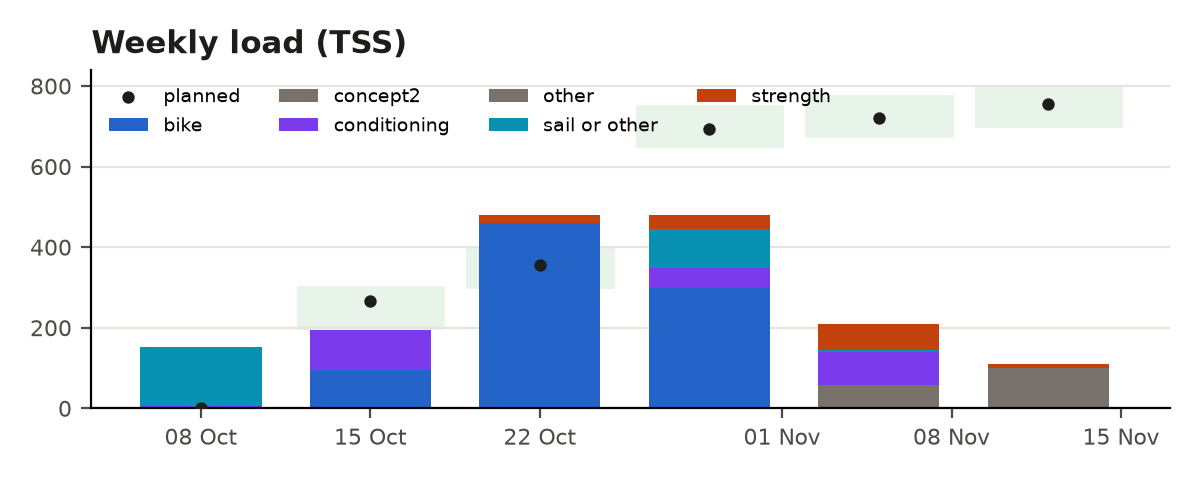 Weekly load (TSS)
800
planned
concept2
other
strength
bike
conditioning
sail or other
600
400
200
0
08 Oct
15 Oct
22 Oct
01 Nov
08 Nov
15 Nov